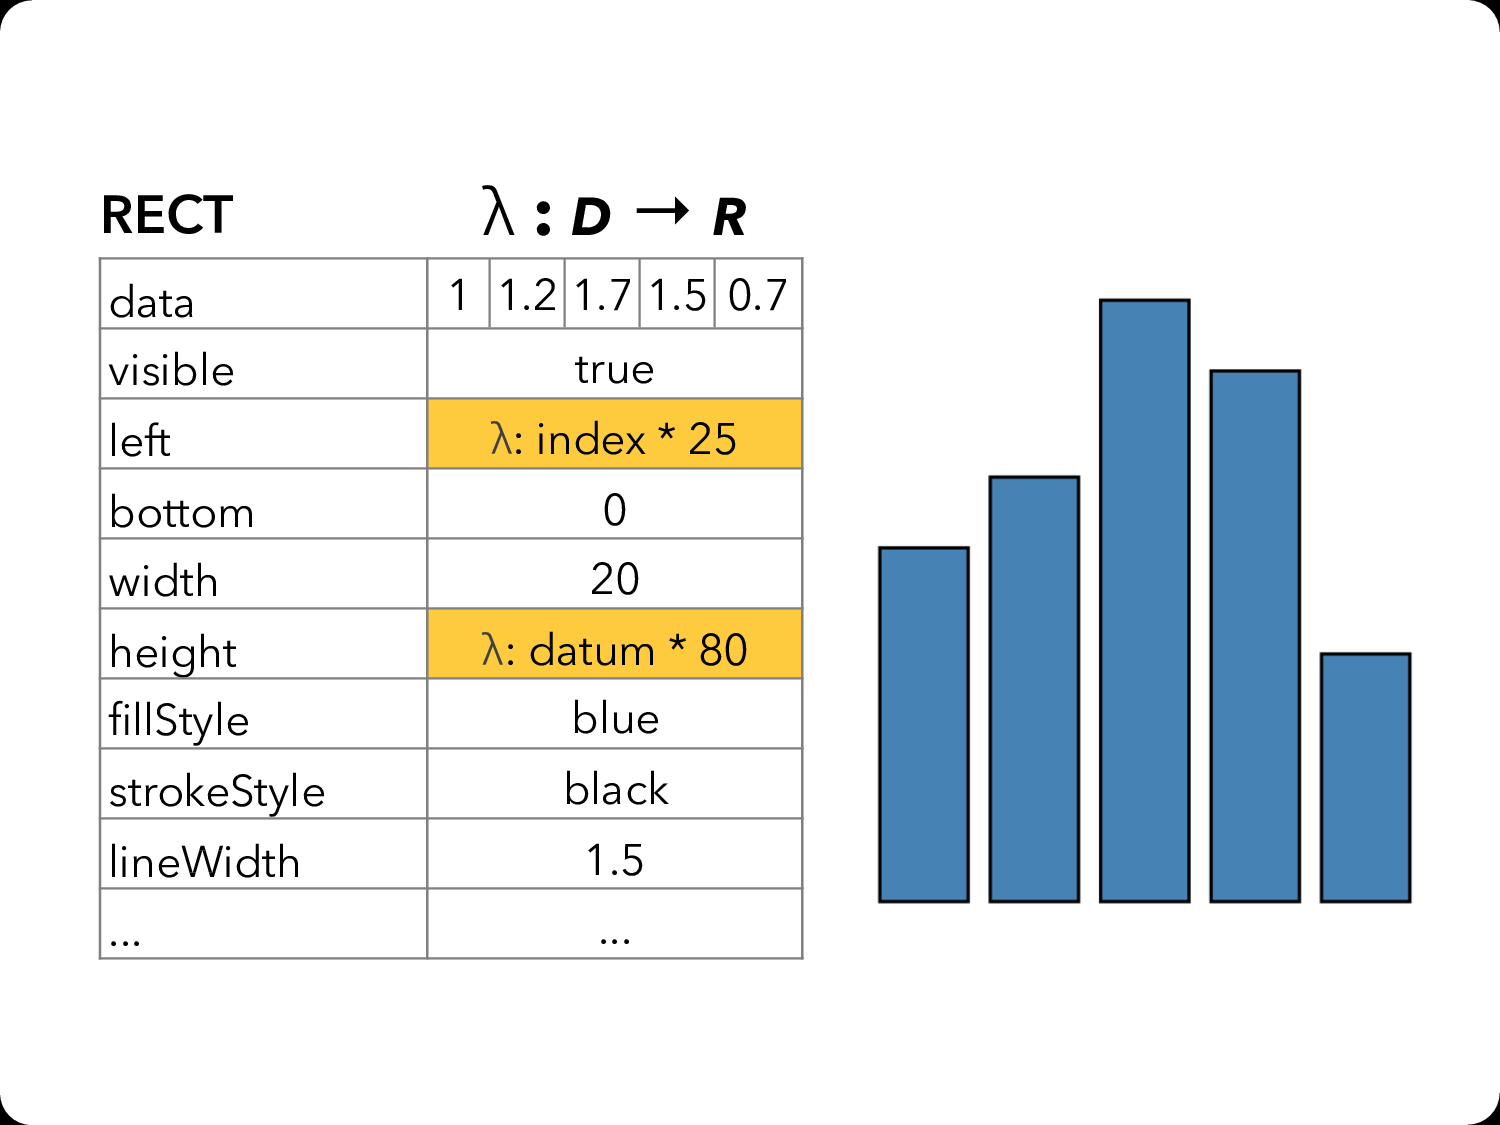 RECT λ : D → R
data 1 1.2 1.7 1.5 0.7
visible true
left λ: index * 25
bottom 0
width 20
height λ: datum * 80
fillStyle blue
strokeStyle black
lineWidth 1.5
... ...